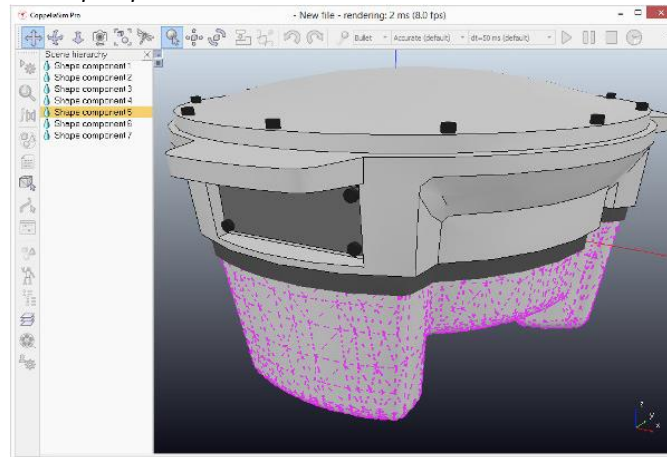 CoppeliaSim Pro
- New file - rendering: 2 ms (8.0 fps)
Bullet
Accurate (default)
dt=50 ms (default)
Scene hierarchy
Shape component 1
Shape component 2
Shape component 3
Shape component 4
Shape component 5
Shape component 6
Shape component 7
f(x)
z
y
x